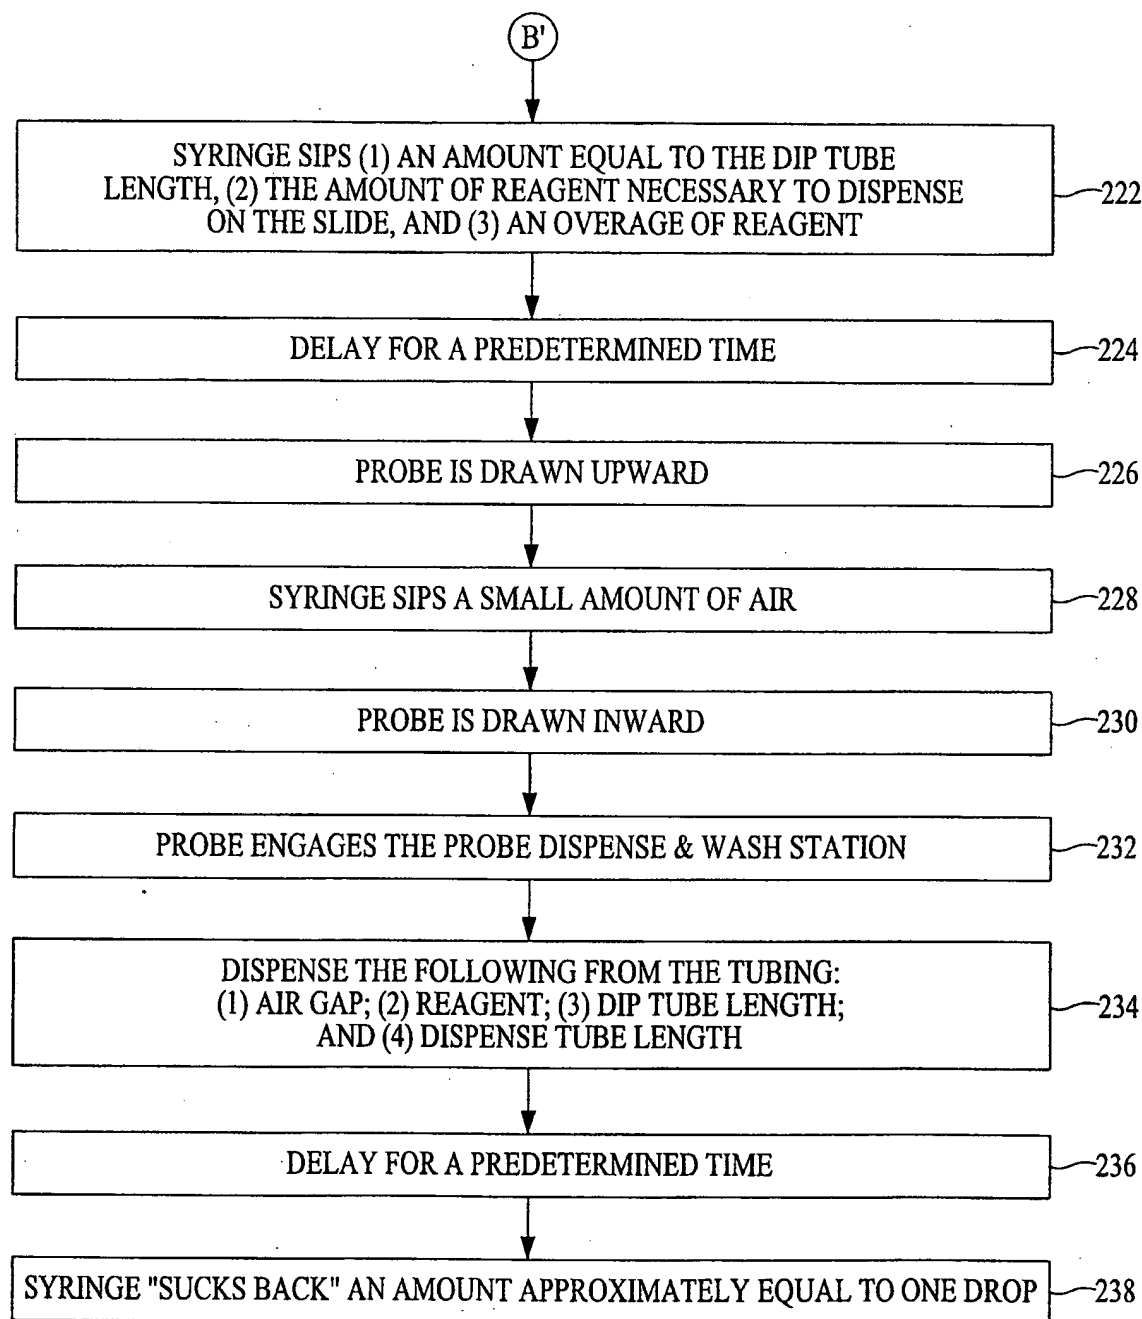 B'
SYRINGE SIPS (1) AN AMOUNT EQUAL TO THE DIP TUBE
LENGTH, (2) THE AMOUNT OF REAGENT NECESSARY TO DISPENSE
ON THE SLIDE, AND (3) AN OVERAGE OF REAGENT
222
DELAY FOR A PREDETERMINED TIME
224
PROBE IS DRAWN UPWARD
226
SYRINGE SIPS A SMALL AMOUNT OF AIR
228
PROBE IS DRAWN INWARD
230
PROBE ENGAGES THE PROBE DISPENSE & WASH STATION
232
DISPENSE THE FOLLOWING FROM THE TUBING:
(1) AIR GAP; (2) REAGENT; (3) DIP TUBE LENGTH;
AND (4) DISPENSE TUBE LENGTH
234
DELAY FOR A PREDETERMINED TIME
236
SYRINGE "SUCKS BACK" AN AMOUNT APPROXIMATELY EQUAL TO ONE DROP
238